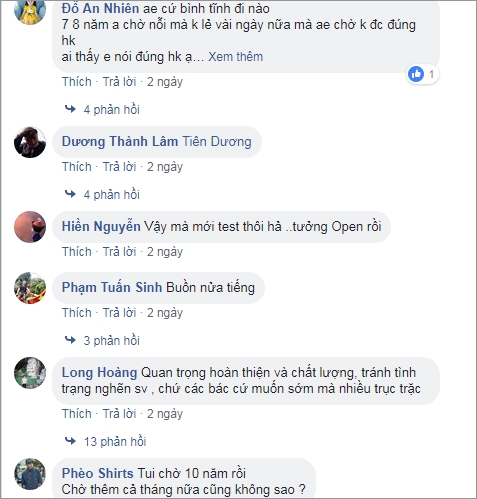 Đỗ An Nhiên ae cứ bình tĩnh đi nào
7 8 năm a chờ nỗi mà k lẻ vài ngày nữa mà ae chờ k đc đúng
hk
ai thấy e nói đúng hk ạ... Xem thêm
1
Thích · Trả lời · 2 ngày
4 phản hồi
Dương Thành Lâm Tiên Dương
Thích · Trả lời · 2 ngày
4 phản hồi
Hiền Nguyễn Vậy mà mới test thôi hả ..tưởng Open rồi
Thích · Trả lời · 2 ngày
Phạm Tuấn Sinh Buồn nửa tiếng
Thích · Trả lời · 2 ngày
3 phản hồi
Long Hoàng Quan trọng hoàn thiện và chất lượng, tránh tình
trạng nghẽn sv , chứ các bác cứ muốn sớm mà nhiều trục trặc
Thích · Trả lời · 2 ngày
13 phản hồi
Phèo Shirts Tui chờ 10 năm rồi
Chờ thêm cả tháng nữa cũng không sao ?